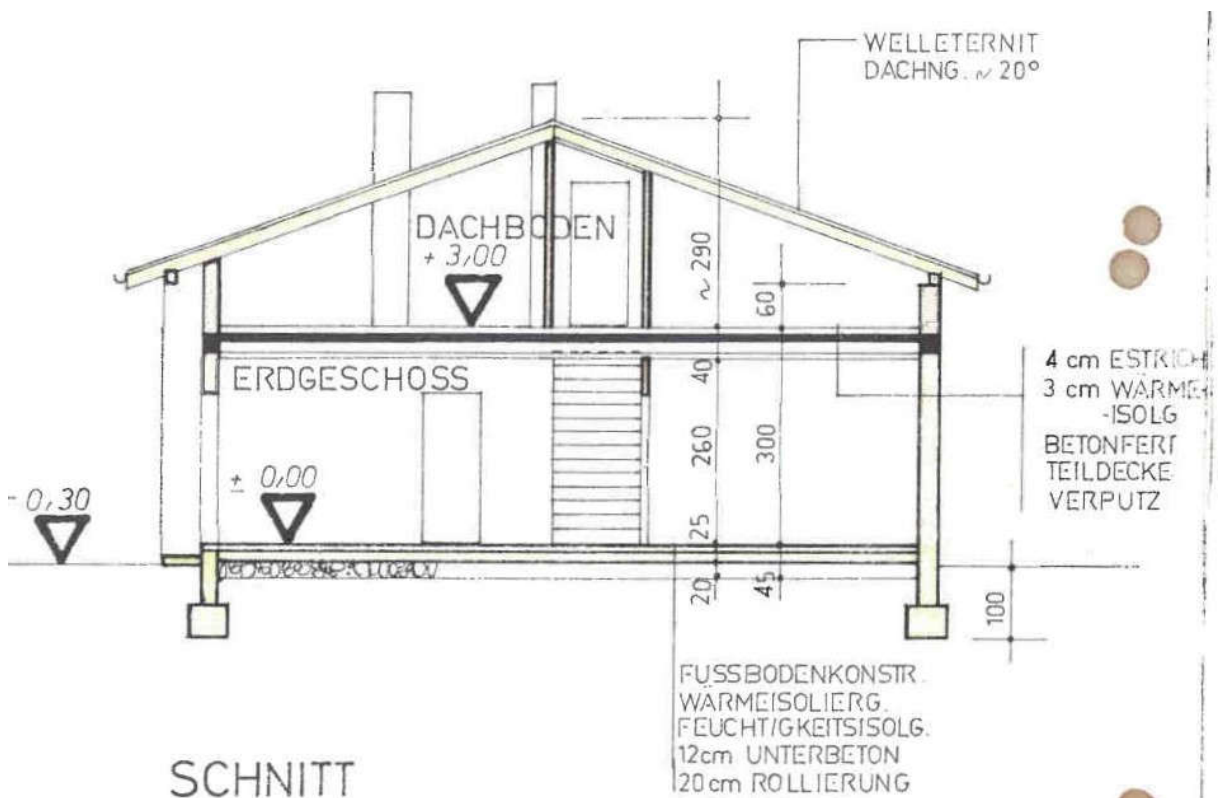 WELLETERNIT
DACHNG. ~ 20°
DACHBODEN
+ 3,00
~ 290
60
ERDGESCHOSS
40
260
300
4 cm ESTRICH
3 cm WÄRME-
-ISOLG
BETONFERT
TEILDECKE
VERPUTZ
± 0,00
- 0,30
25
20
45
100
FUSSBODENKONSTR.
WÄRMEISOLIERG.
FEUCHTIGKEITSISOLG.
12cm UNTERBETON
20cm ROLLIERUNG
SCHNITT